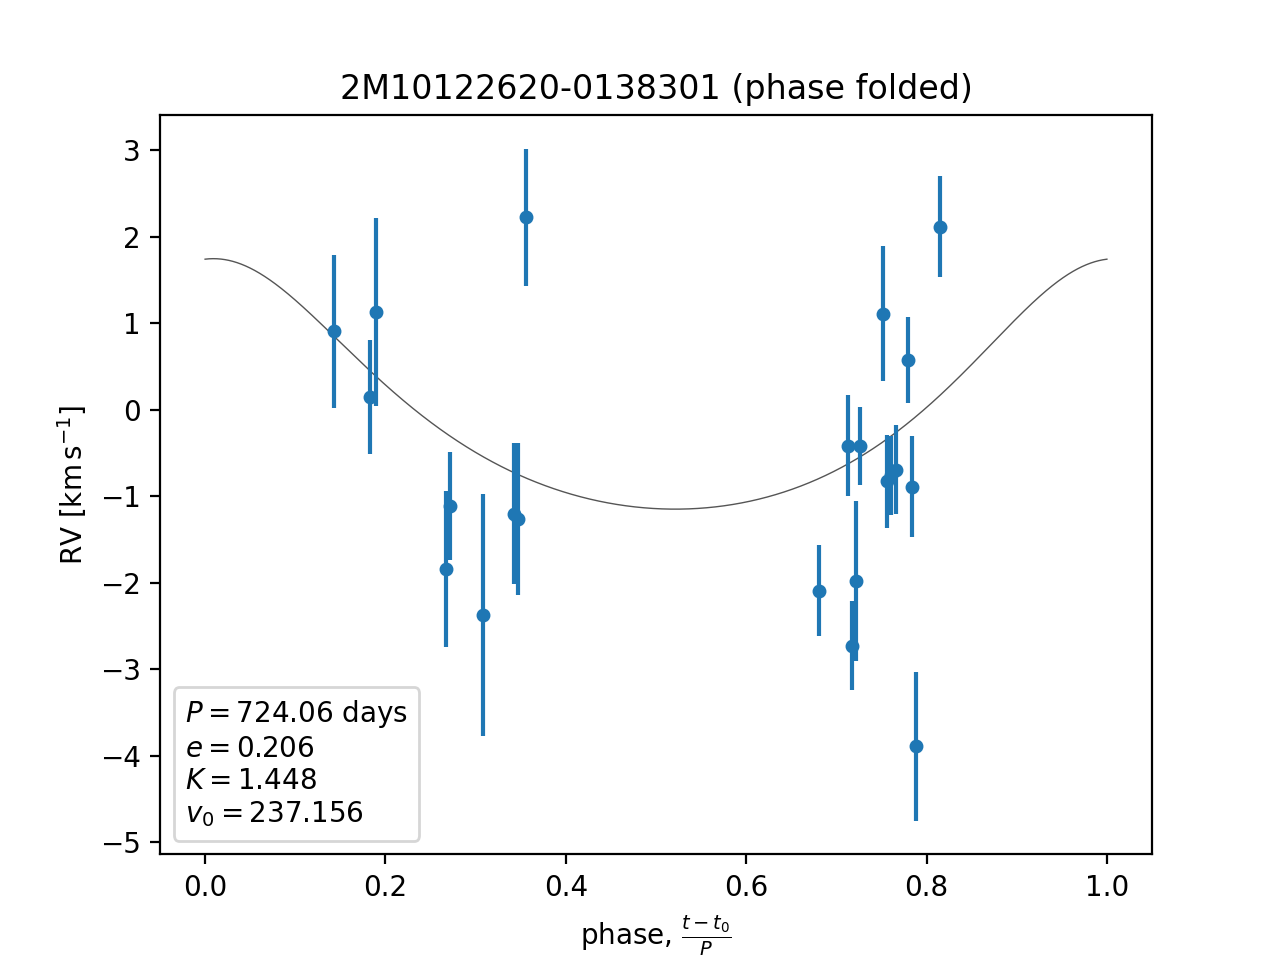 2M10122620-0138301 (phase folded)
3
2
1
0
−1
−2
−3
−4
−5
RV [km s⁻¹]
P = 724.06 days
e = 0.206
K = 1.448
v₀ = 237.156
0.0 0.2 0.4 0.6 0.8 1.0
phase, (t − t₀)/P